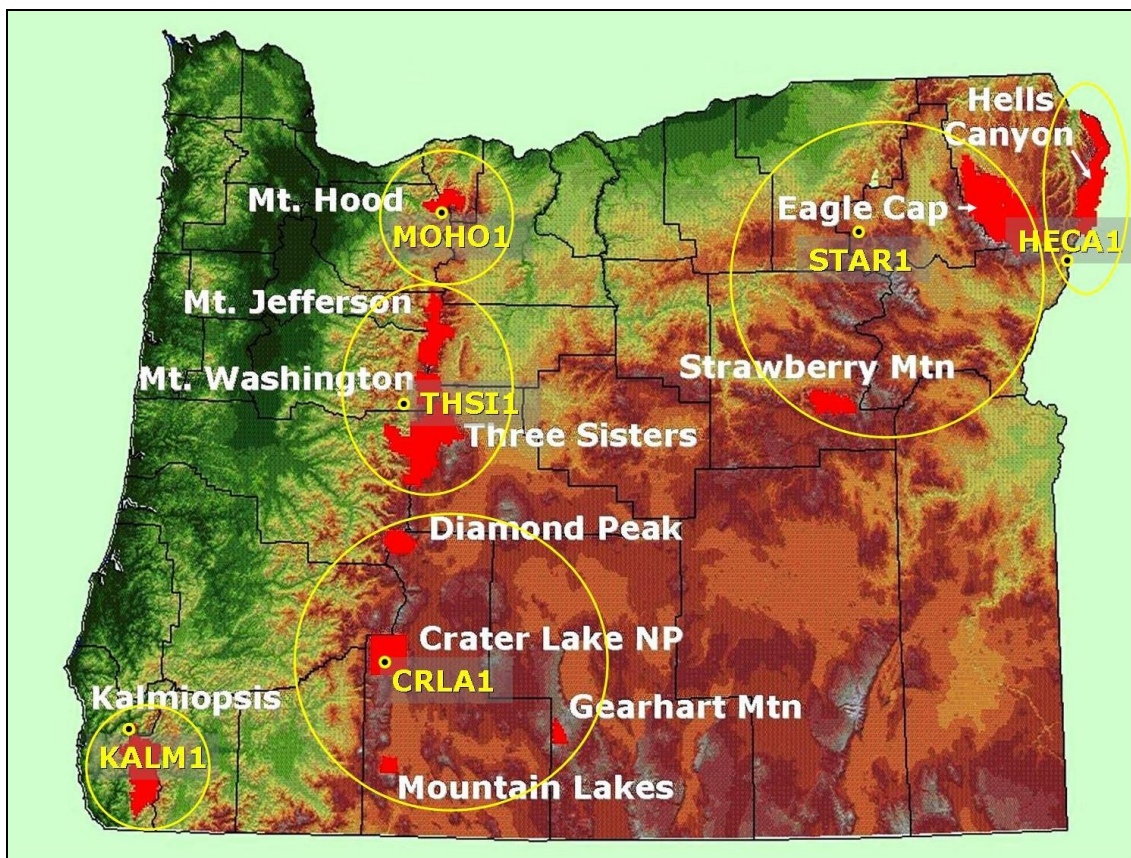 Hells
Canyon
Mt. Hood
Eagle Cap
MOHO1
STAR1
HECA1
Mt. Jefferson
Mt. Washington
Strawberry Mtn
THSI1
Three Sisters
Diamond Peak
Crater Lake NP
CRLA1
Kalmiopsis
Gearhart Mtn
KALM1
Mountain Lakes